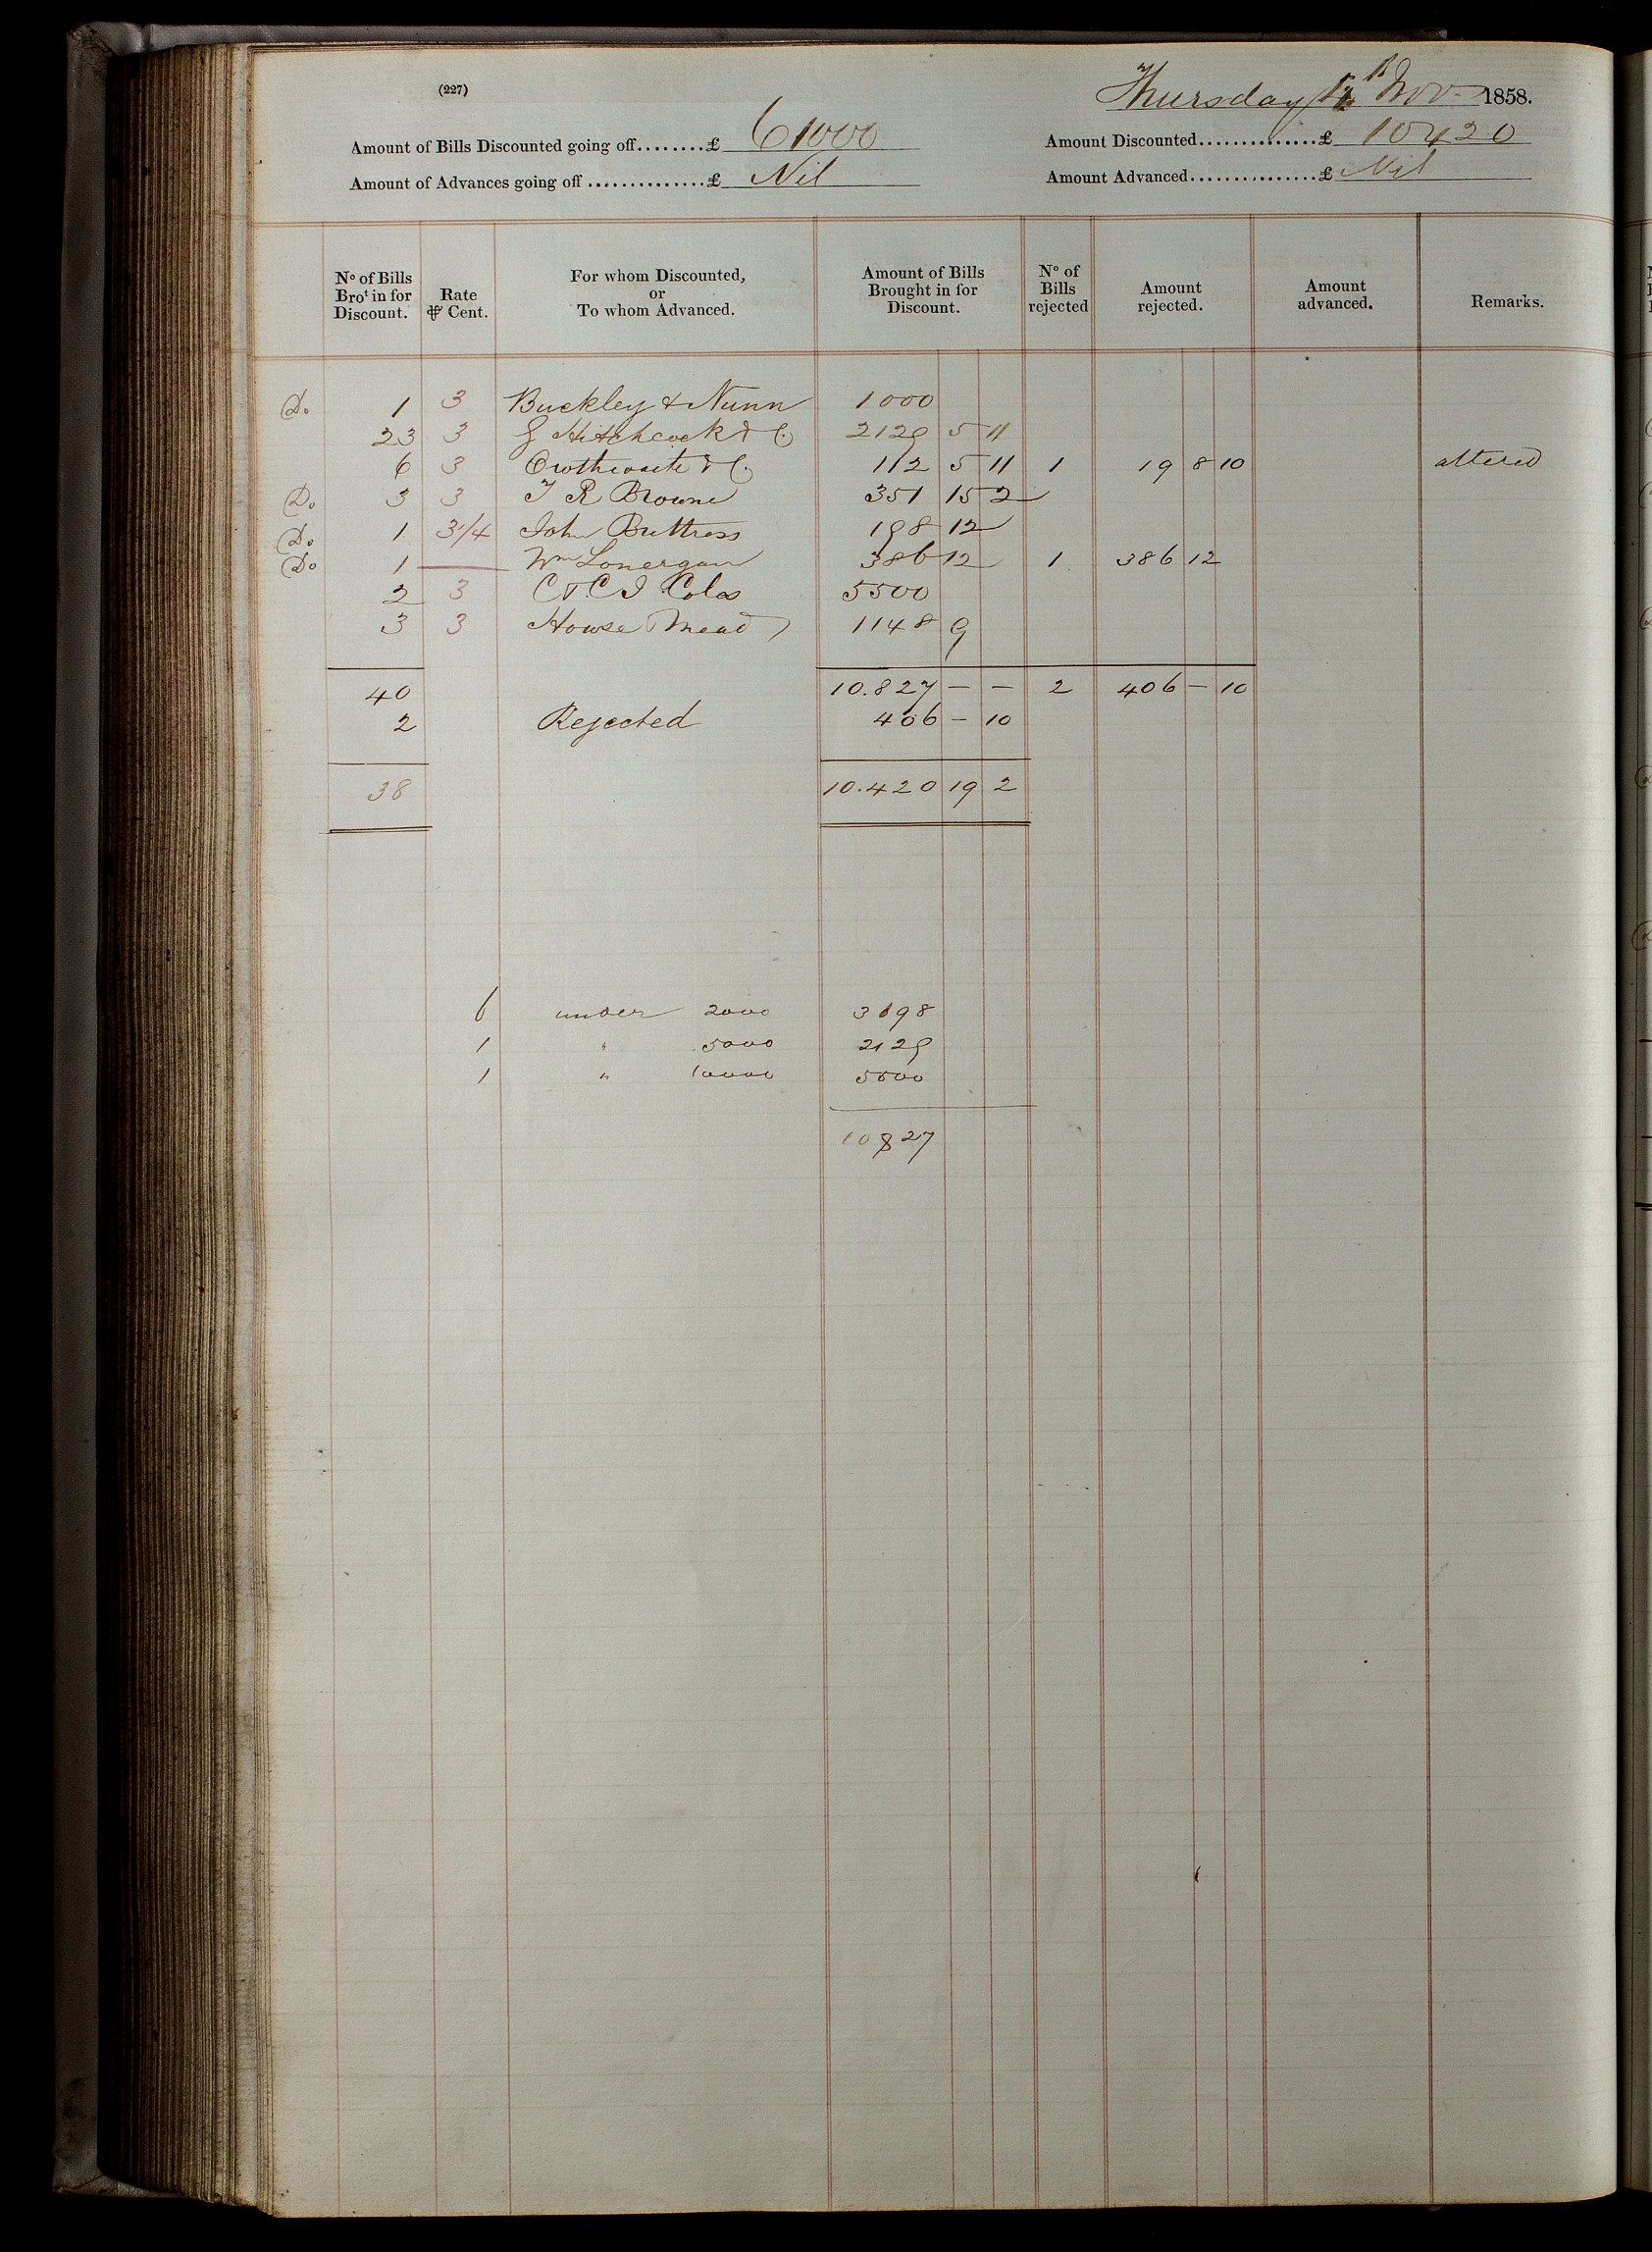 (227)
Thursday Nov. 1858.
Amount of Bills Discounted going off........£ 61000
Amount Discounted...............£ 10420
Amount of Advances going off ...............£ Nil
Amount Advanced...............£ Nil
Nº of Bills Broᵗ in for Discount. Rate ⅌ Cent. For whom Discounted, or To whom Advanced. Amount of Bills Brought in for Discount. Nº of Bills rejected Amount rejected. Amount advanced. Remarks.
Do. 1 3 Buckley & Nunn 1000
23 3 G Hitchcock & Co. 2129 5 11
6 3 & Co. 112 5 11 1 19 8 10 altered
Do 3 3 T R Browne 351 15 2
Do. 1 3 1/4 John Buttress 198 12
Do 1 — Wm Lonergan 386 12 1 386 12
2 3 C & C I Coles 5500
3 3 Howse Mead 1148 9
40 10.827 — — 2 406 — 10
2 Rejected 406 — 10
38 10.420 19 2
6 under 2000 3198
1 " 5000 2129
1 " 10000 5500
10827